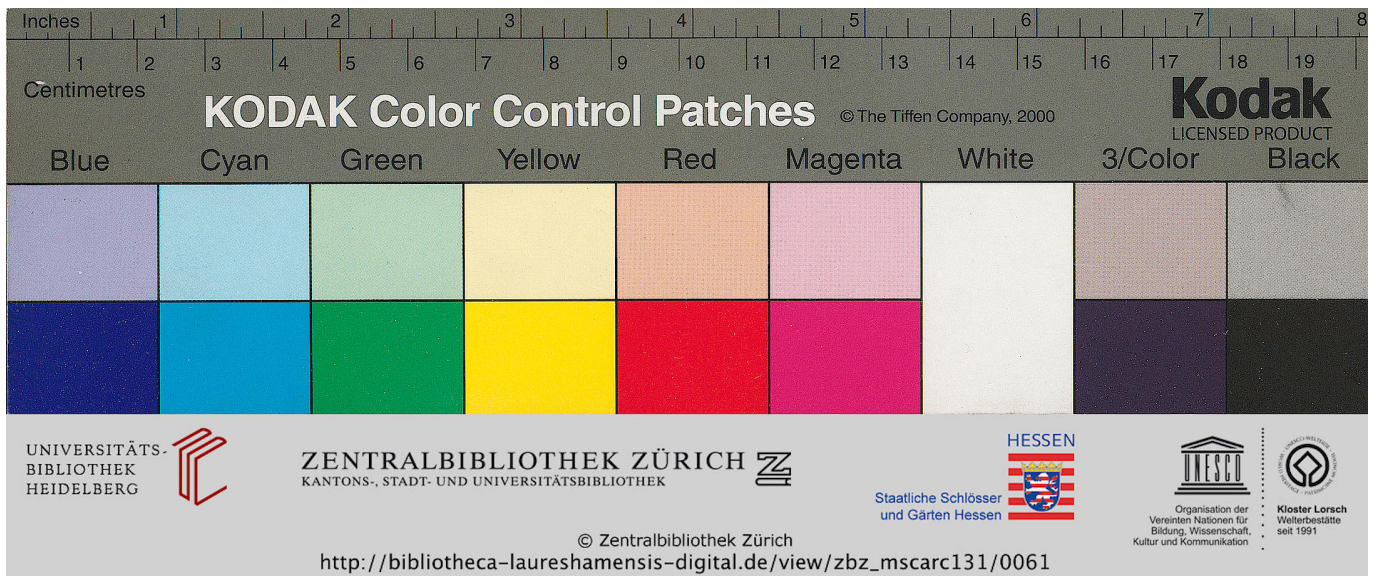 Inches 1 2 3 4 5 6 7 8
1 2 3 4 5 6 7 8 9 10 11 12 13 14 15 16 17 18 19
Centimetres
KODAK Color Control Patches © The Tiffen Company, 2000
Kodak
LICENSED PRODUCT
Blue Cyan Green Yellow Red Magenta White 3/Color Black
UNIVERSITÄTS-
BIBLIOTHEK
HEIDELBERG
ZENTRALBIBLIOTHEK ZÜRICH
KANTONS-, STADT- UND UNIVERSITÄTSBIBLIOTHEK
HESSEN
Staatliche Schlösser
und Gärten Hessen
UNESCO
Organisation der
Vereinten Nationen für
Bildung, Wissenschaft,
Kultur und Kommunikation
Kloster Lorsch
Welterbestätte
seit 1991
© Zentralbibliothek Zürich
http://bibliotheca-laureshamensis-digital.de/view/zbz_mscarc131/0061